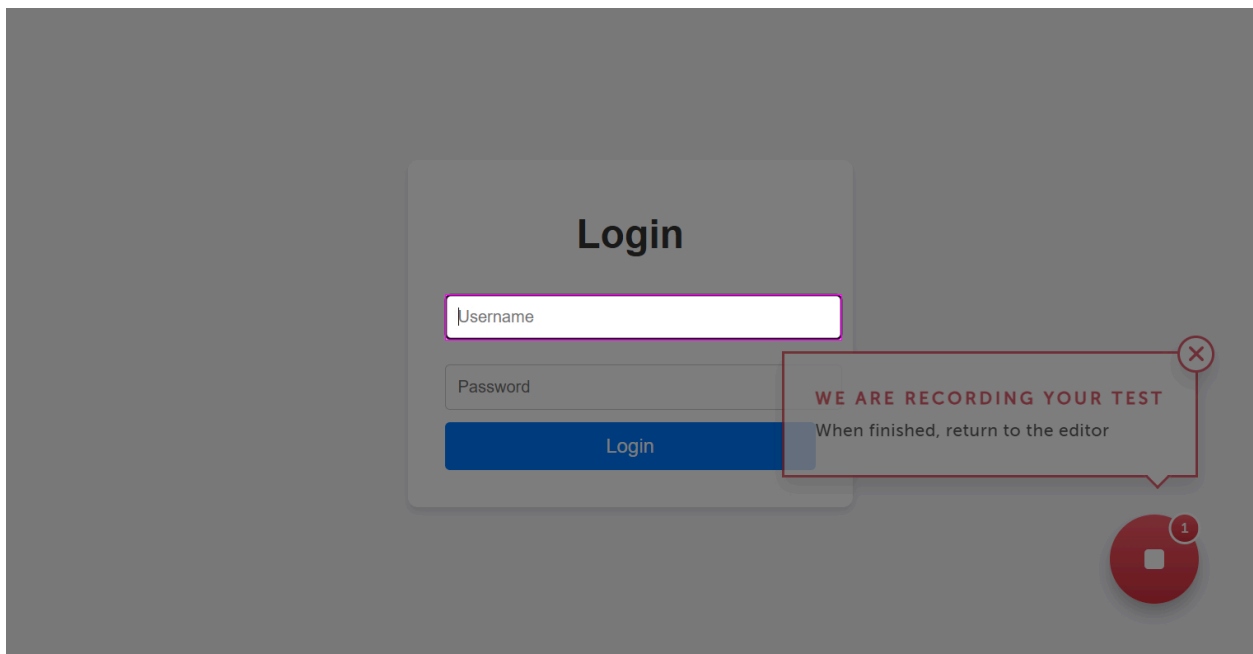 Login
Username
Password
Login
WE ARE RECORDING YOUR TEST
When finished, return to the editor
1